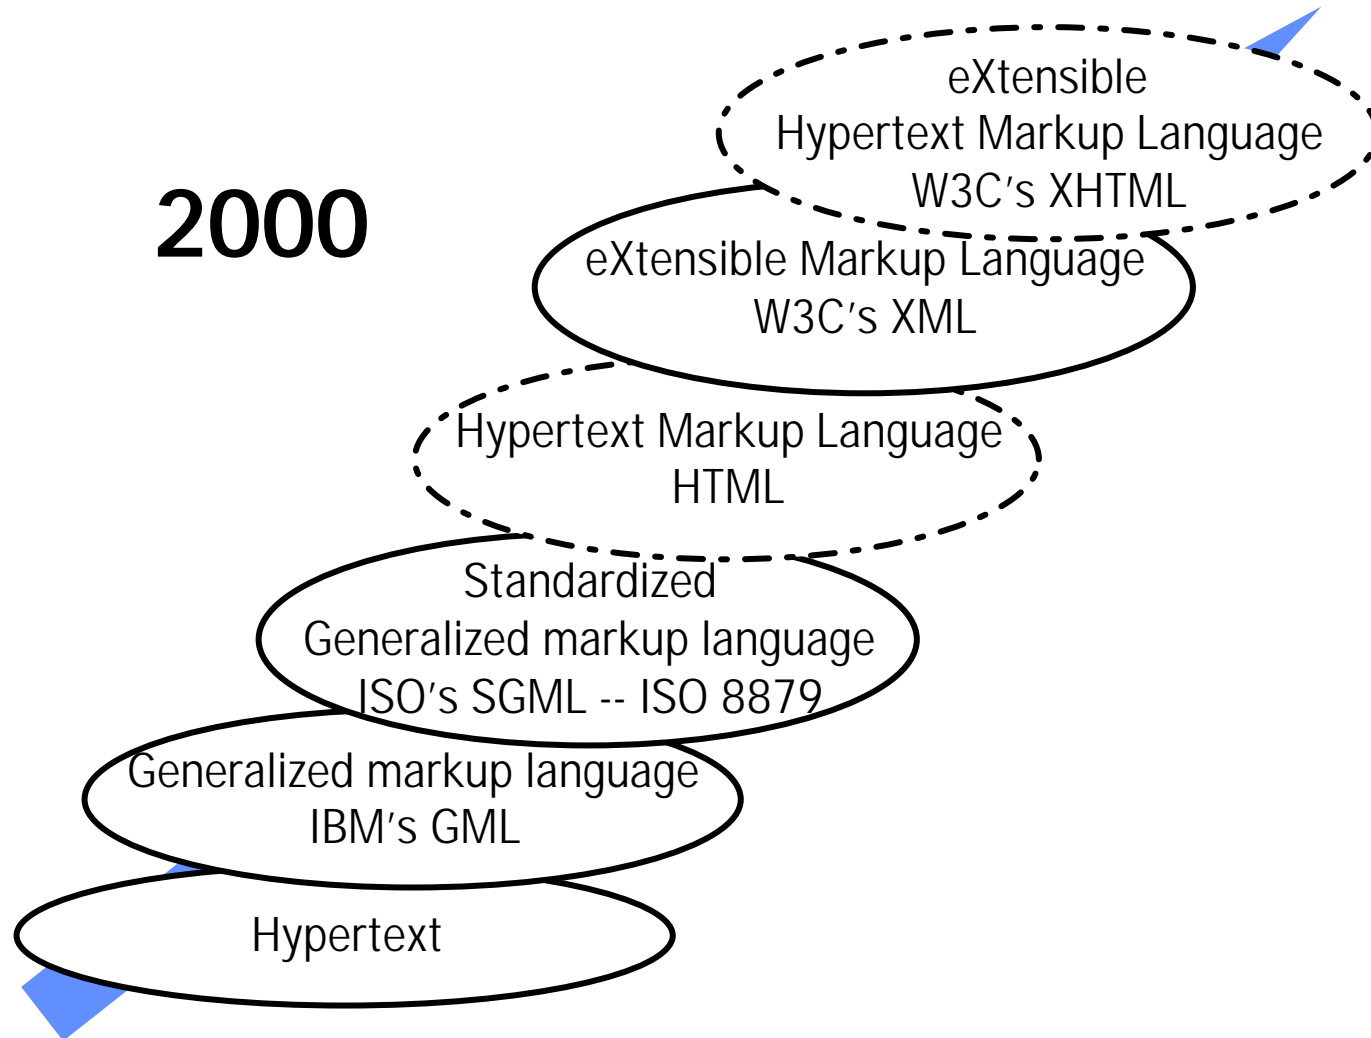 eXtensible
Hypertext Markup Language
W3C's XHTML
2000
eXtensible Markup Language
W3C's XML
Hypertext Markup Language
HTML
Standardized
Generalized markup language
ISO's SGML -- ISO 8879
Generalized markup language
IBM's GML
Hypertext